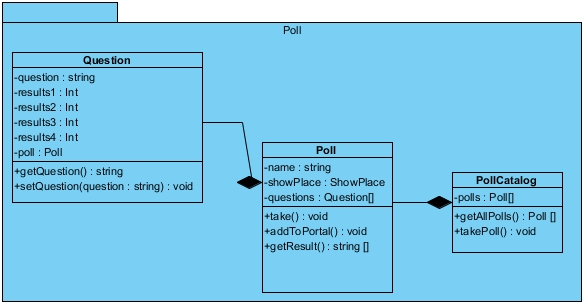 Poll
Question
-question : string
-results1 : Int
-results2 : Int
-results3 : Int
-results4 : Int
-poll : Poll
+getQuestion() : string
+setQuestion(question : string) : void
Poll
-name : string
-showPlace : ShowPlace
-questions : Question[]
+take() : void
+addToPortal() : void
+getResult() : string []
PollCatalog
-polls : Poll[]
+getAllPolls() : Poll []
+takePoll() : void